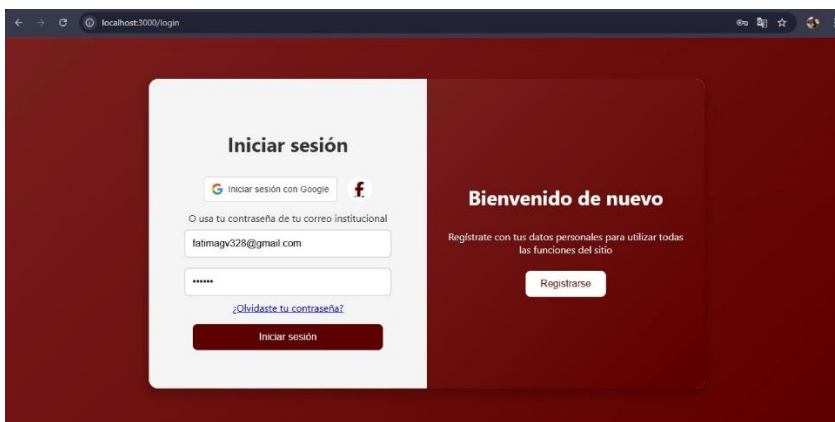 localhost:3000/login
Iniciar sesión
Iniciar sesión con Google
f
O usa tu contraseña de tu correo institucional
fatimagv328@gmail.com
••••••
¿Olvidaste tu contraseña?
Iniciar sesión
Bienvenido de nuevo
Regístrate con tus datos personales para utilizar todas
las funciones del sitio
Registrarse